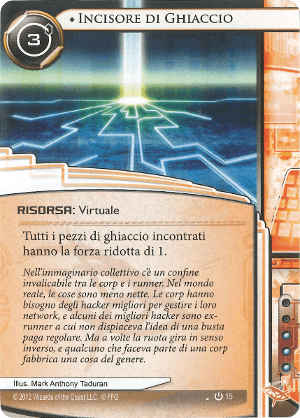 Incisore di Ghiaccio
3
RISORSA: Virtuale
Tutti i pezzi di ghiaccio incontrati
hanno la forza ridotta di 1.
Nell'immaginario collettivo c'è un confine
invalicabile tra le corp e i runner. Nel mondo
reale, le cose sono meno nette. Le corp hanno
bisogno degli hacker migliori per gestire i loro
network, e alcuni dei migliori hacker sono ex-
runner a cui non dispiaceva l'idea di una busta
paga regolare. Ma a volte la ruota gira in senso
inverso, e qualcuno che faceva parte di una corp
fabbrica una cosa del genere.
Illus. Mark Anthony Taduran
© 2012 Wizards of the Coast LLC. © FFG
15